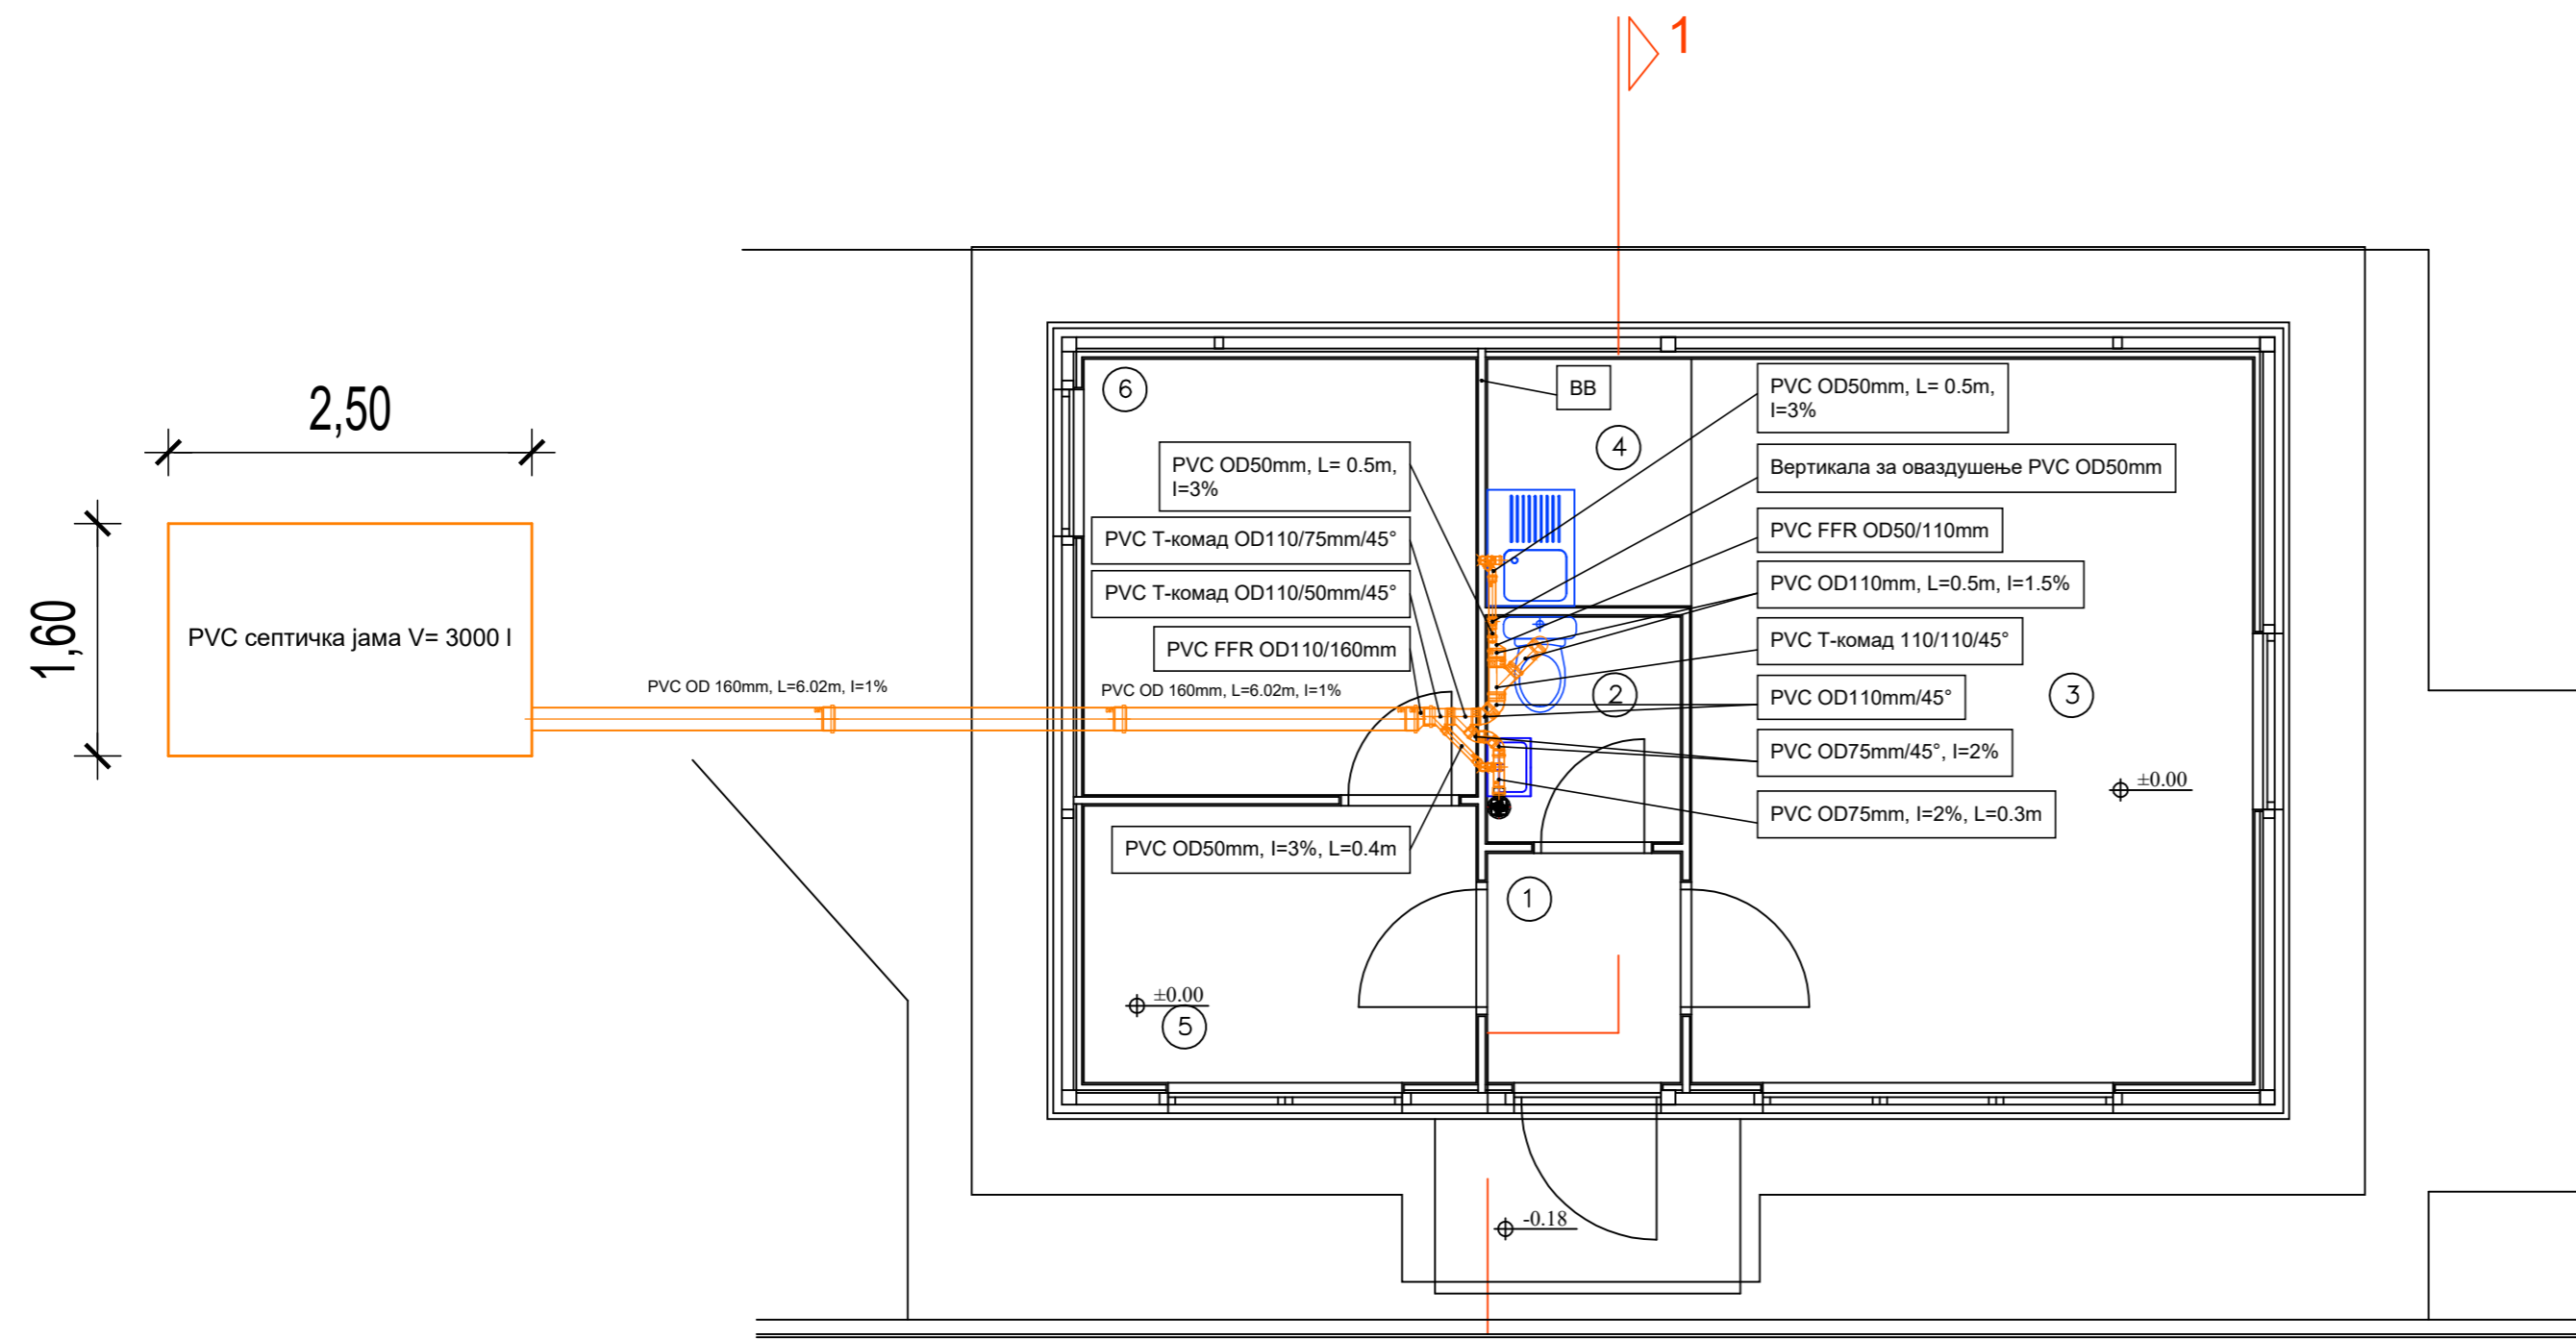 1
2,50
1,60
PVC септичка јама V= 3000 l
PVC OD 160mm, L=6.02m, I=1%
PVC OD 160mm, L=6.02m, I=1%
6
BB
4
PVC OD50mm, L= 0.5m,
I=3%
PVC Т-комад OD110/75mm/45°
PVC Т-комад OD110/50mm/45°
PVC FFR OD110/160mm
PVC OD50mm, I=3%, L=0.4m
PVC OD50mm, L= 0.5m,
I=3%
Вертикала за оваздушење PVC OD50mm
PVC FFR OD50/110mm
PVC OD110mm, L=0.5m, I=1.5%
PVC Т-комад 110/110/45°
PVC OD110mm/45°
PVC OD75mm/45°, I=2%
PVC OD75mm, I=2%, L=0.3m
2
3
±0.00
1
±0.00
5
-0.18